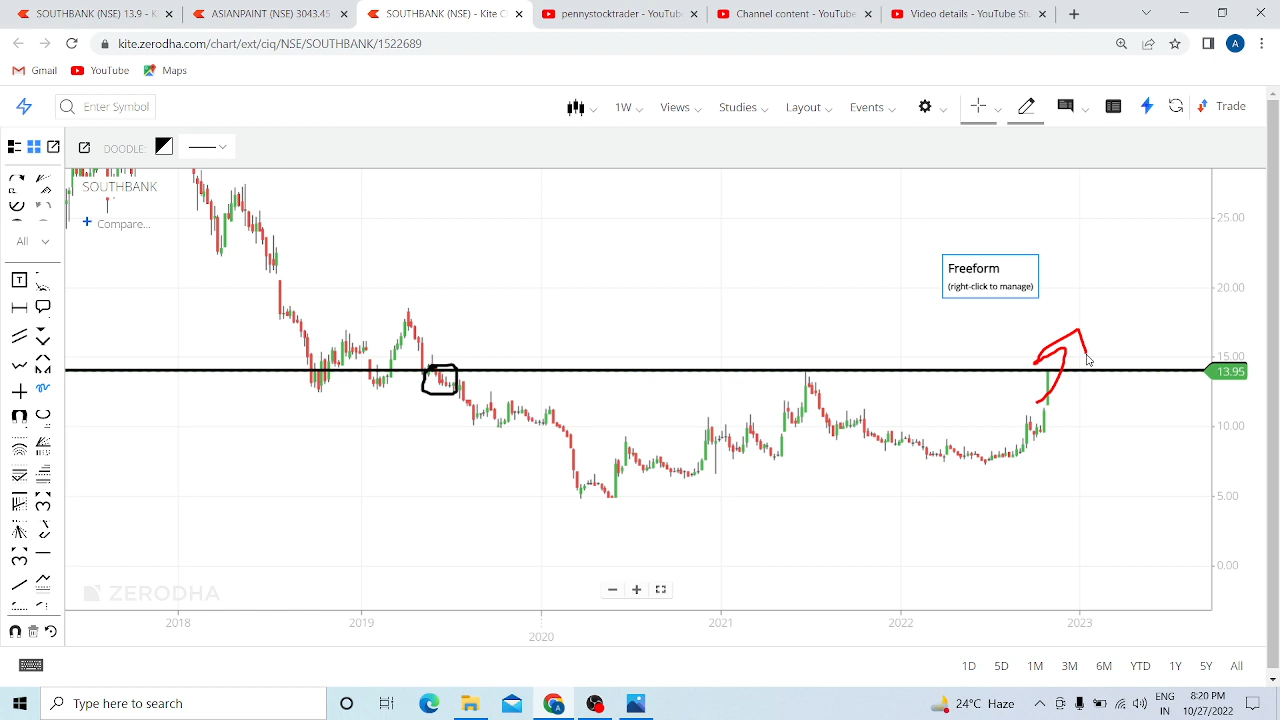 SOUTHBANK (NSE) 13.9 - K
ASIANPAINT (NSE) 3043.45
SOUTHBANK (NSE) - Kite C
pennystocktrade - YouTub
Channel content - YouTube
Video details - YouTube Stu
kite.zerodha.com/chart/ext/ciq/NSE/SOUTHBANK/1522689
A
Gmail
YouTube
Maps
Enter Symbol
1W
Views
Studies
Layout
Events
Trade
DOODLE:
SOUTHBANK
Compare...
All
T
Freeform
(right-click to manage)
25.00
20.00
15.00
13.95
10.00
5.00
0.00
ZERODHA
2018
2019
2020
2021
2022
2023
1D
5D
1M
3M
6M
YTD
1Y
5Y
All
Type here to search
24°C Haze
ENG
IN
8:20 PM
10/27/2022